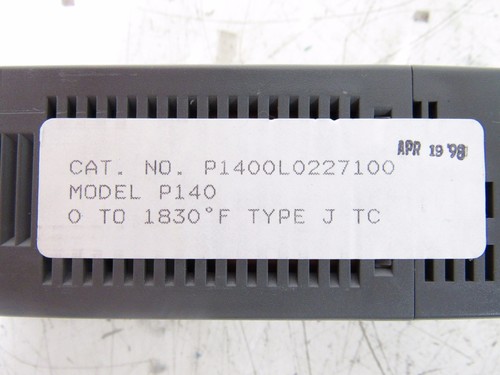 APR 19 '98
CAT. NO. P1400L0227100
MODEL P140
0 TO 1830°F TYPE J TC